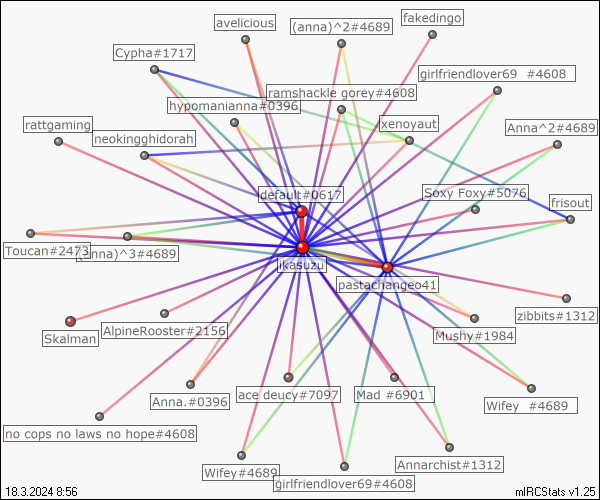 avelicious
(anna)^2#4689
fakedingo
Cypha#1717
girlfriendlover69 #4608
ramshackle gorey#4608
hypomanianna#0396
rattgaming
xenoyaut
Anna^2#4689
neokingghidorah
default#0617
Soxy Foxy#5076
frisout
Toucan#2473
(anna)^3#4689
ikasuzu
pastachangeo41
zibbits#1312
Skalman
AlpineRooster#2156
Mushy#1984
Anna.#0396
ace deucy#7097
Mad #6901
Wifey #4689
no cops no laws no hope#4608
Wifey#4689
girlfriendlover69#4608
Annarchist#1312
18.3.2024 8:56
mIRCStats v1.25